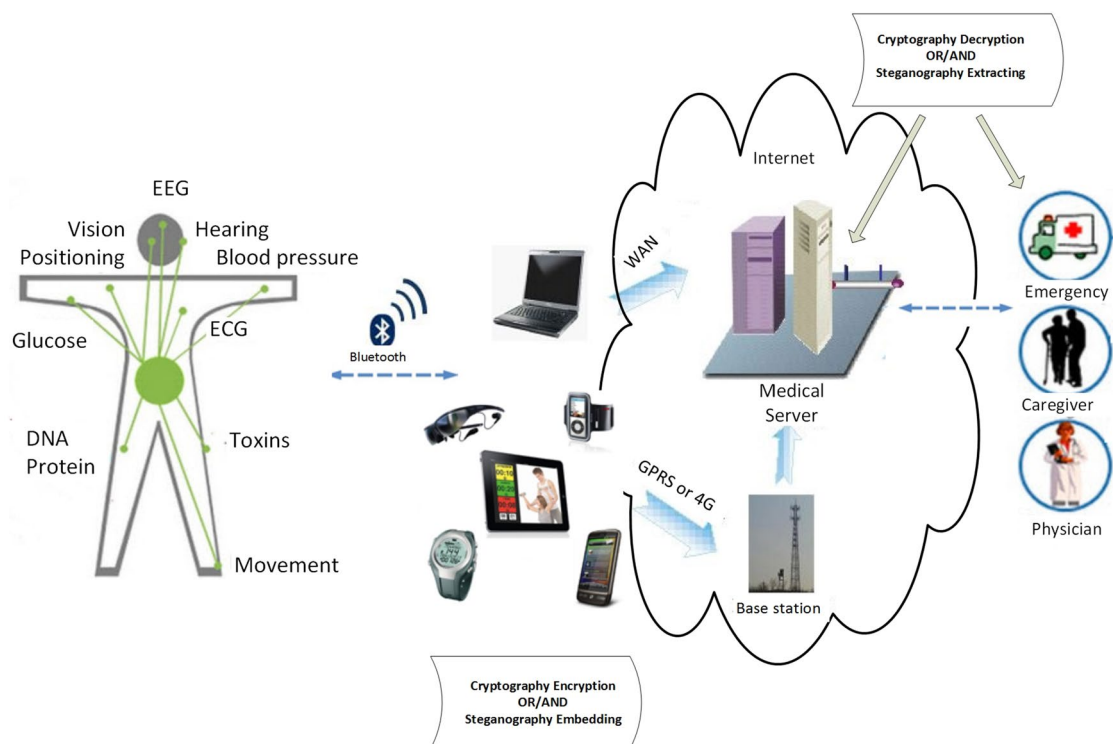 Cryptography Decryption
OR/AND
Steganography Extracting
Internet
EEG
Vision
Hearing
Positioning
Blood pressure
Glucose
ECG
DNA
Protein
Toxins
Movement
Bluetooth
WAN
GPRS or 4G
Medical
Server
Base station
Emergency
Caregiver
Physician
Cryptography Encryption
OR/AND
Steganography Embedding